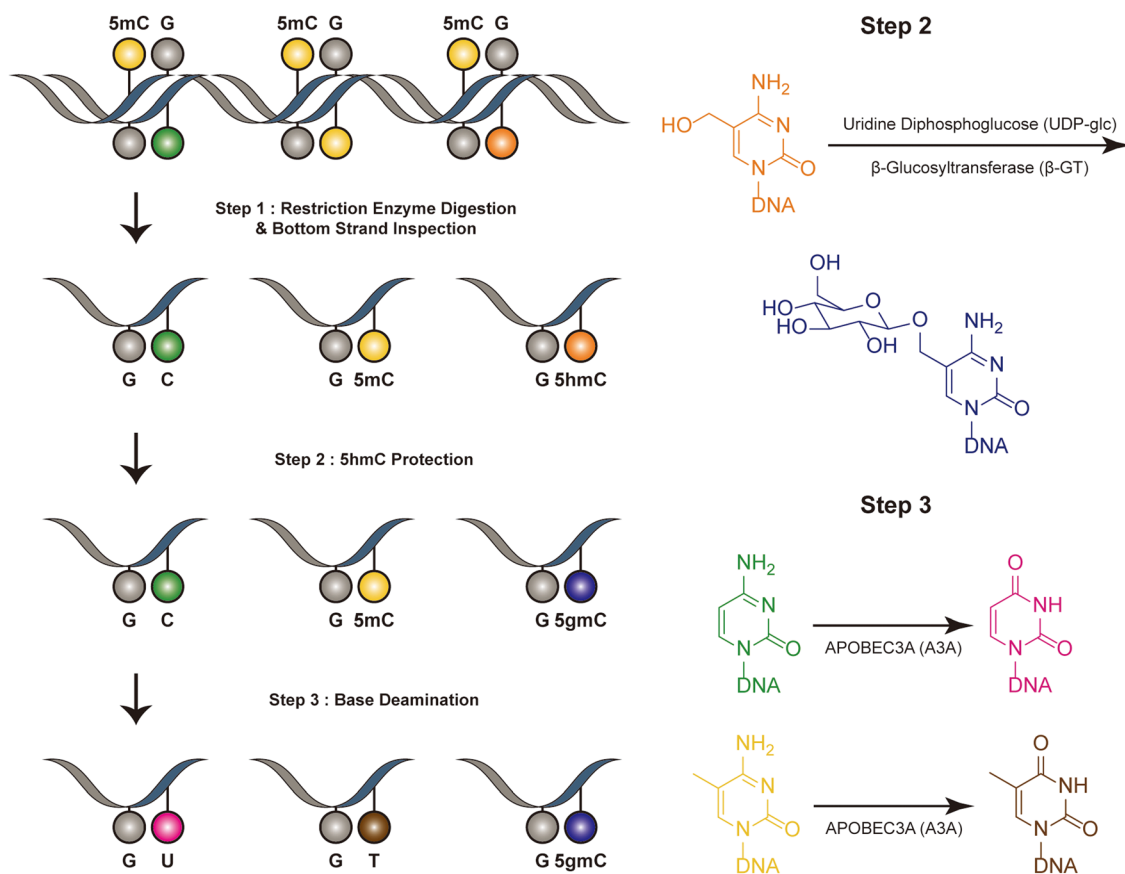 5mC G 5mC G 5mC G
Step 1 : Restriction Enzyme Digestion
& Bottom Strand Inspection
G C G 5mC G 5hmC
Step 2 : 5hmC Protection
G C G 5mC G 5gmC
Step 3 : Base Deamination
G U G T G 5gmC
Step 2
NH2
HO
N
N
O
DNA
Uridine Diphosphoglucose (UDP-glc)
β-Glucosyltransferase (β-GT)
OH
HO
O
HO
OH
O
NH2
N
N
O
DNA
Step 3
NH2
N
N
O
DNA
APOBEC3A (A3A)
O
NH
N
O
DNA
NH2
N
N
O
DNA
APOBEC3A (A3A)
O
NH
N
O
DNA